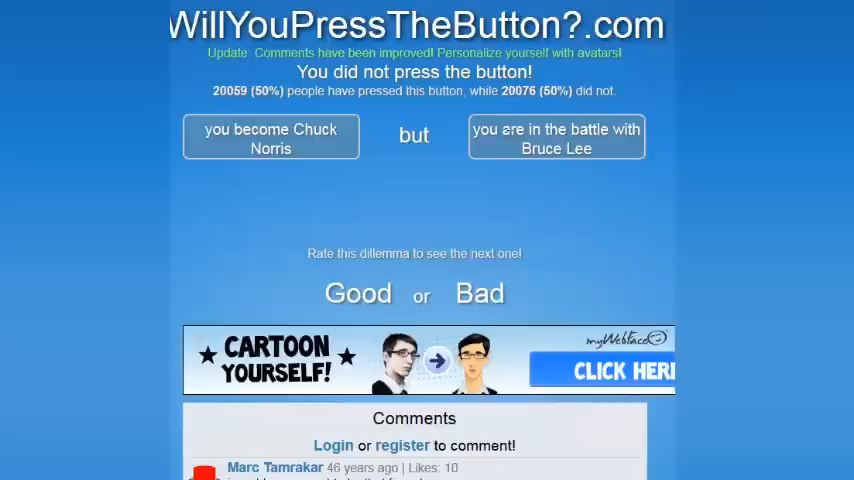 WillYouPressTheButton?.com
Update: Comments have been improved! Personalize yourself with avatars!
You did not press the button!
20059 (50%) people have pressed this button, while 20076 (50%) did not.
you become Chuck
Norris
but
you are in the battle with
Bruce Lee
Rate this dillemma to see the next one!
Good or Bad
CARTOON
YOURSELF!
myWebFace
CLICK HERE
Comments
Login or register to comment!
Marc Tamrakar 46 years ago | Likes: 10